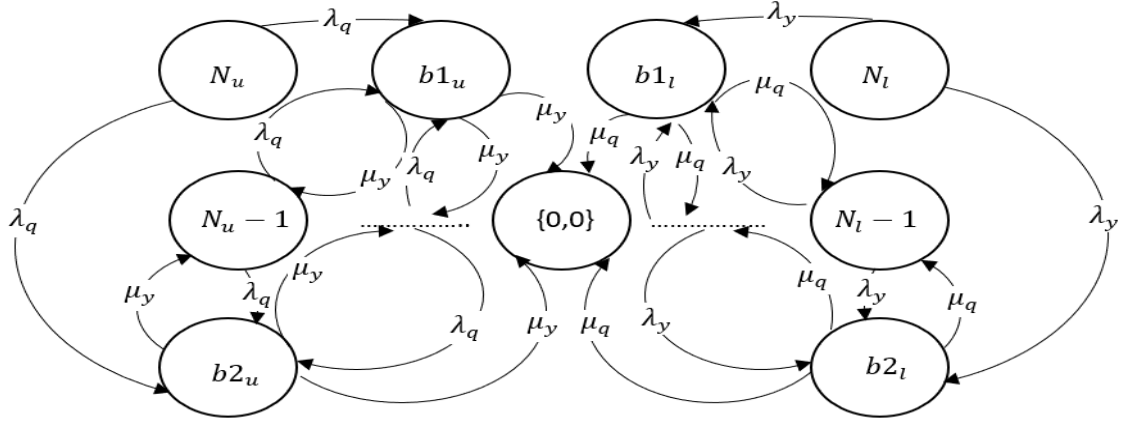 λ_q λ_y
N_u b1_u b1_l N_l
μ_q
μ_y μ_q
λ_q μ_y
μ_y λ_q λ_y μ_q λ_y
λ_q N_u − 1 {0,0} N_l − 1 λ_y
μ_y λ_q μ_y μ_q λ_y μ_q
λ_q μ_y μ_q λ_y
b2_u b2_l